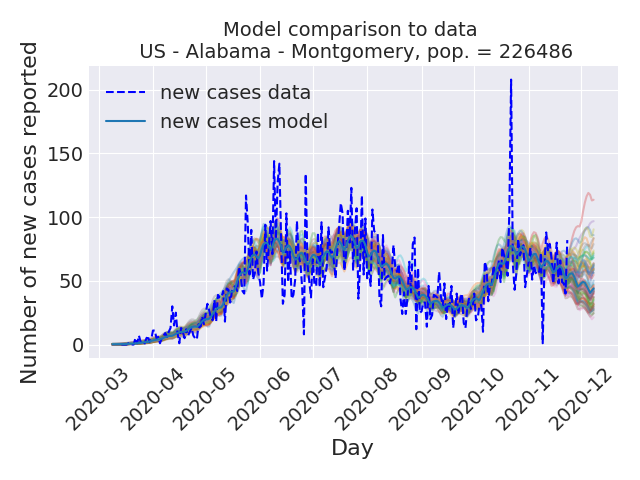 Model comparison to data
US - Alabama - Montgomery, pop. = 226486
Number of new cases reported
200
150
100
50
0
new cases data
new cases model
2020-03
2020-04
2020-05
2020-06
2020-07
2020-08
2020-09
2020-10
2020-11
2020-12
Day